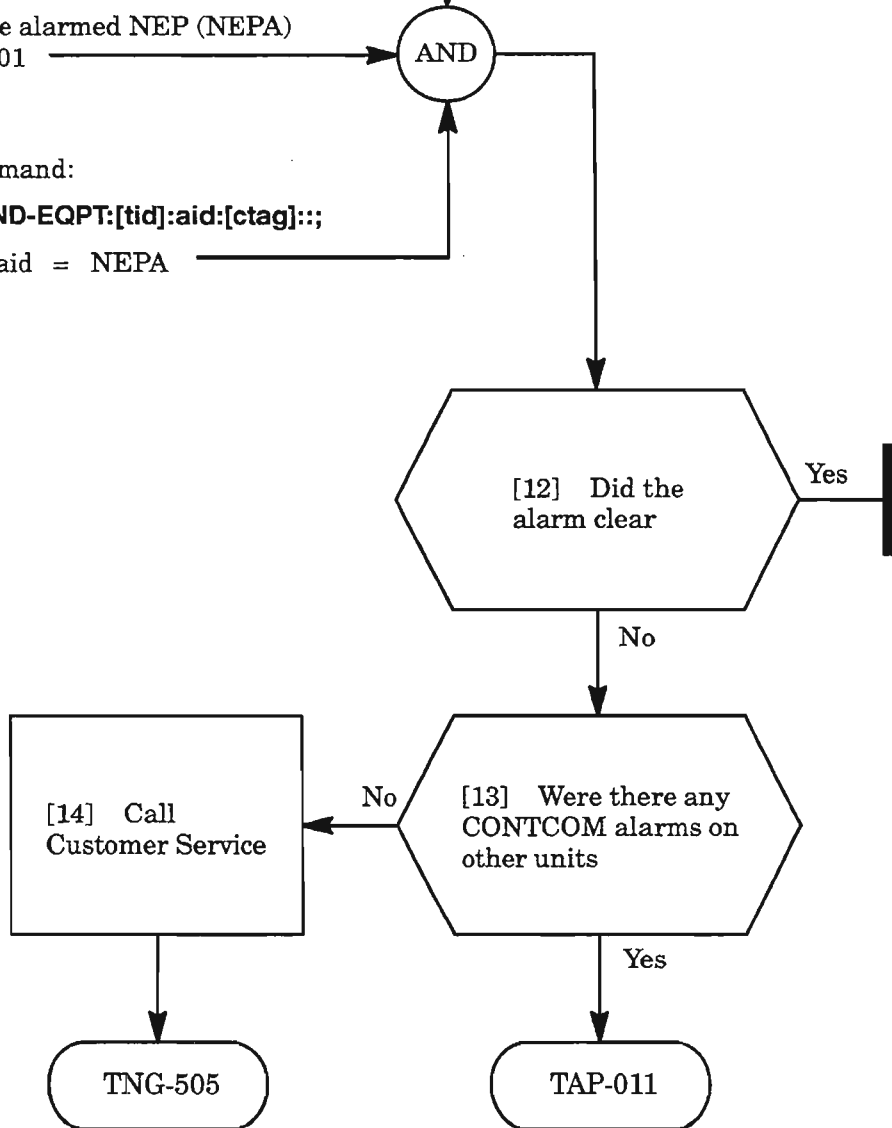 e alarmed NEP (NEPA)
01
AND
mand:
ND-EQPT:[tid]:aid:[ctag]::;
aid = NEPA
[12] Did the
alarm clear
Yes
No
[13] Were there any
CONTCOM alarms on
other units
No
[14] Call
Customer Service
Yes
TNG-505
TAP-011